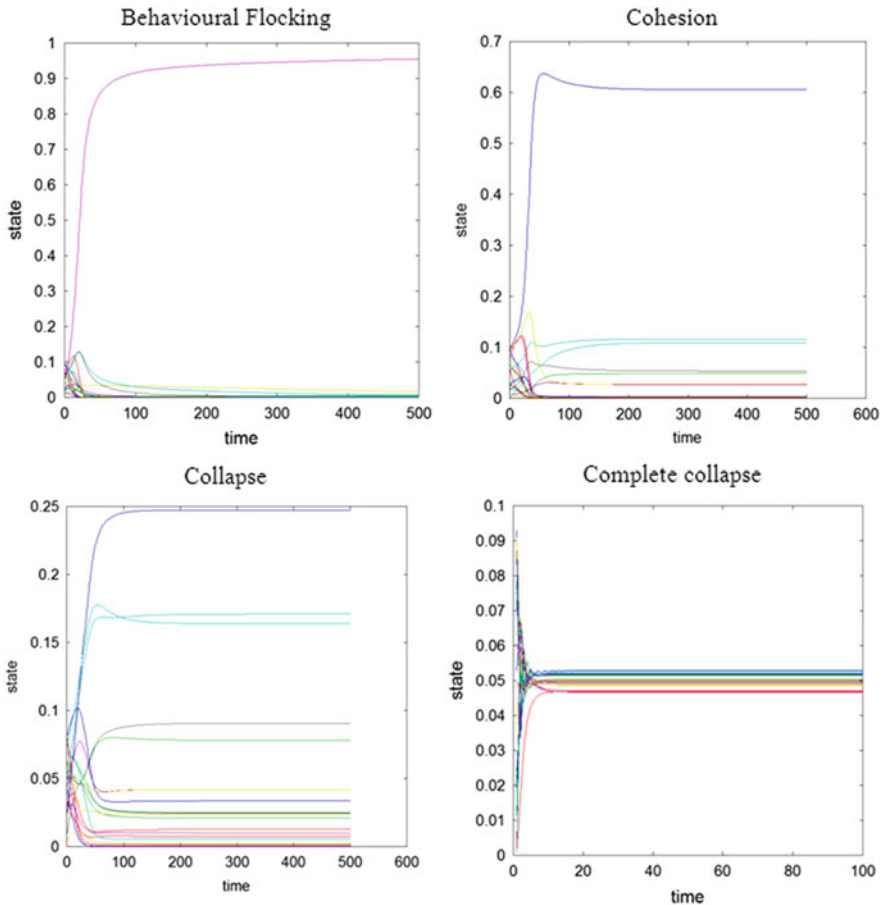 Behavioural Flocking
1
0.9
0.8
0.7
0.6
0.5
0.4
0.3
0.2
0.1
0
state
0 100 200 300 400 500
time
Cohesion
0.7
0.6
0.5
0.4
0.3
0.2
0.1
0
state
0 100 200 300 400 500 600
time
Collapse
0.25
0.2
0.15
0.1
0.05
0
state
0 100 200 300 400 500 600
time
Complete collapse
0.1
0.09
0.08
0.07
0.06
0.05
0.04
0.03
0.02
0.01
0
state
0 20 40 60 80 100
time